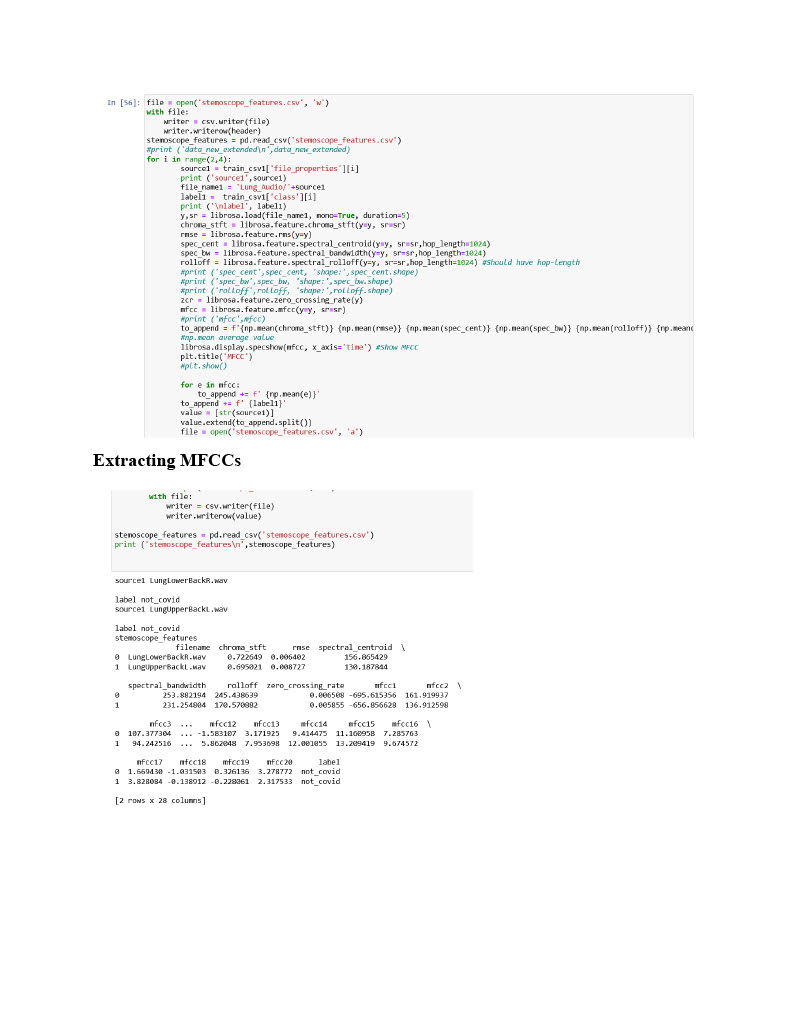 In [56]: file = open('stemoscope_features.csv', 'w')
with file:
    writer = csv.writer(file)
    writer.writerow(header)
stemoscope_features = pd.read_csv('stemoscope_features.csv')
#print ('data_new_extended\n',data_new_extended)
for i in range(2,4):
        source1 = train_csv1['file_properties'][i]
        print ('source1',source1)
        file_name1 = 'Lung_Audio/'+source1
        label1 = train_csv1['class'][i]
        print ('\nlabel', label1)
        y,sr = librosa.load(file_name1, mono=True, duration=5)
        chroma_stft = librosa.feature.chroma_stft(y=y, sr=sr)
        rmse = librosa.feature.rms(y=y)
        spec_cent = librosa.feature.spectral_centroid(y=y, sr=sr,hop_length=1024)
        spec_bw = librosa.feature.spectral_bandwidth(y=y, sr=sr,hop_length=1024)
        rolloff = librosa.feature.spectral_rolloff(y=y, sr=sr,hop_length=1024) #Should have hop-length
        #print ('spec_cent',spec_cent, 'shape:',spec_cent.shape)
        #print ('spec_bw',spec_bw, 'shape:',spec_bw.shape)
        #print ('rolloff',rolloff, 'shape:',rolloff.shape)
        zcr = librosa.feature.zero_crossing_rate(y)
        mfcc = librosa.feature.mfcc(y=y, sr=sr)
        #print ('mfcc',mfcc)
        to_append = f'{np.mean(chroma_stft)} {np.mean(rmse)} {np.mean(spec_cent)} {np.mean(spec_bw)} {np.mean(rolloff)} {np.mean(
        #np.mean average value
        librosa.display.specshow(mfcc, x_axis='time') #Show MFCC
        plt.title('MFCC')
        #plt.show()
        for e in mfcc:
            to_append += f' {np.mean(e)}'
        to_append += f' {label1}'
        value = [str(source1)]
        value.extend(to_append.split())
        file = open('stemoscope_features.csv', 'a')
Extracting MFCCs
        with file:
            writer = csv.writer(file)
            writer.writerow(value)
stemoscope_features = pd.read_csv('stemoscope_features.csv')
print ('stemoscope_features\n',stemoscope_features)
source1 LungLowerBackR.wav
label not_covid
source1 LungUpperBackL.wav
label not_covid
stemoscope_features
             filename  chroma_stft      rmse  spectral_centroid  \
0  LungLowerBackR.wav     0.722649  0.006402         156.865429
1  LungUpperBackL.wav     0.695021  0.008727         130.187844
   spectral_bandwidth     rolloff  zero_crossing_rate       mfcc1       mfcc2  \
0          253.882194  245.438639            0.006508 -695.615356  161.919937
1          231.254804  170.570882            0.005855 -656.856628  136.912598
        mfcc3  ...    mfcc12    mfcc13     mfcc14     mfcc15    mfcc16  \
0  107.377304  ... -1.583107  3.171925   9.414475  11.160958  7.285763
1   94.242516  ...  5.862048  7.953698  12.001055  13.209419  9.674572
     mfcc17    mfcc18    mfcc19    mfcc20      label
0  1.669430 -1.031503  0.326136  3.278772  not_covid
1  3.828084 -0.138912 -0.228061  2.317533  not_covid
[2 rows x 28 columns]